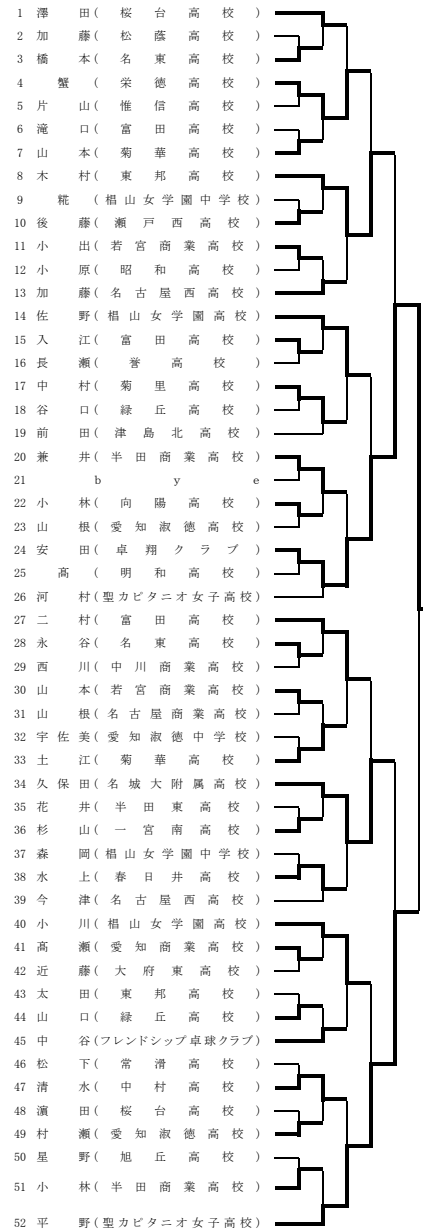 1 澤田(桜台高校)
2 加藤(松蔭高校)
3 橋本(名東高校)
4 蟹(栄徳高校)
5 片山(惟信高校)
6 滝口(富田高校)
7 山本(菊華高校)
8 木村(東邦高校)
9 糀(椙山女学園中学校)
10 後藤(瀬戸西高校)
11 小出(若宮商業高校)
12 小原(昭和高校)
13 加藤(名古屋西高校)
14 佐野(椙山女学園高校)
15 入江(富田高校)
16 長瀬(誉高校)
17 中村(菊里高校)
18 谷口(緑丘高校)
19 前田(津島北高校)
20 兼井(半田商業高校)
21 bye
22 小林(向陽高校)
23 山根(愛知淑徳高校)
24 安田(卓翔クラブ)
25 髙(明和高校)
26 河村(聖カピタニオ女子高校)
27 二村(富田高校)
28 永谷(名東高校)
29 西川(中川商業高校)
30 山本(若宮商業高校)
31 山根(名古屋商業高校)
32 宇佐美(愛知淑徳中学校)
33 土江(菊華高校)
34 久保田(名城大附属高校)
35 花井(半田東高校)
36 杉山(一宮南高校)
37 森岡(椙山女学園中学校)
38 水上(春日井高校)
39 今津(名古屋西高校)
40 小川(椙山女学園高校)
41 髙瀬(愛知商業高校)
42 近藤(大府東高校)
43 太田(東邦高校)
44 山口(緑丘高校)
45 中谷(フレンドシップ卓球クラブ)
46 松下(常滑高校)
47 清水(中村高校)
48 濵田(桜台高校)
49 村瀬(愛知淑徳高校)
50 星野(旭丘高校)
51 小林(半田商業高校)
52 平野(聖カピタニオ女子高校)